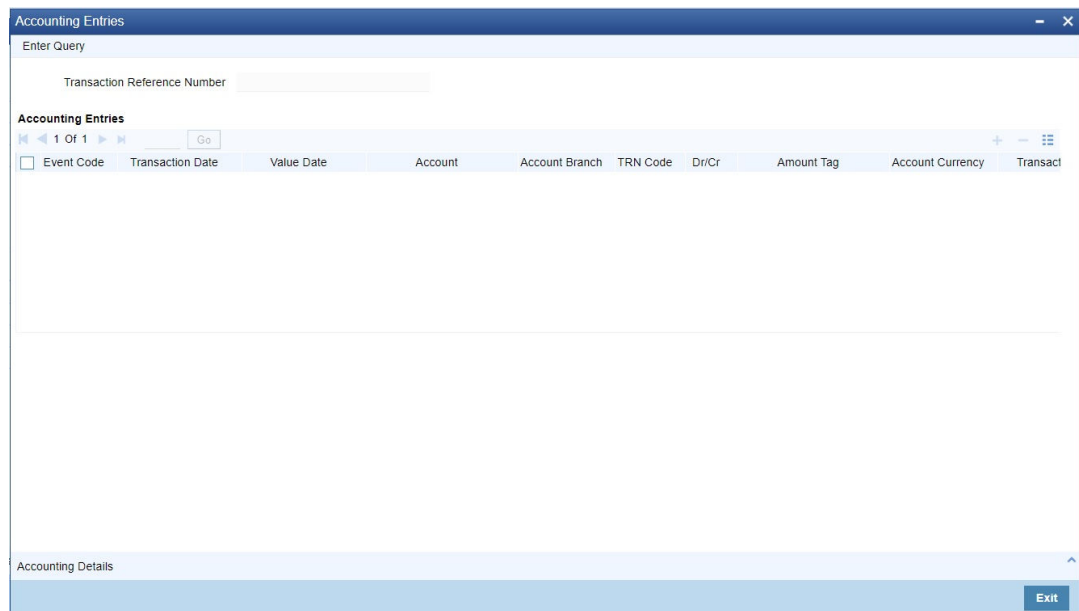 Accounting Entries
Enter Query
Transaction Reference Number
Accounting Entries
1 Of 1 Go
Event Code Transaction Date Value Date Account Account Branch TRN Code Dr/Cr Amount Tag Account Currency Transact
Accounting Details
Exit